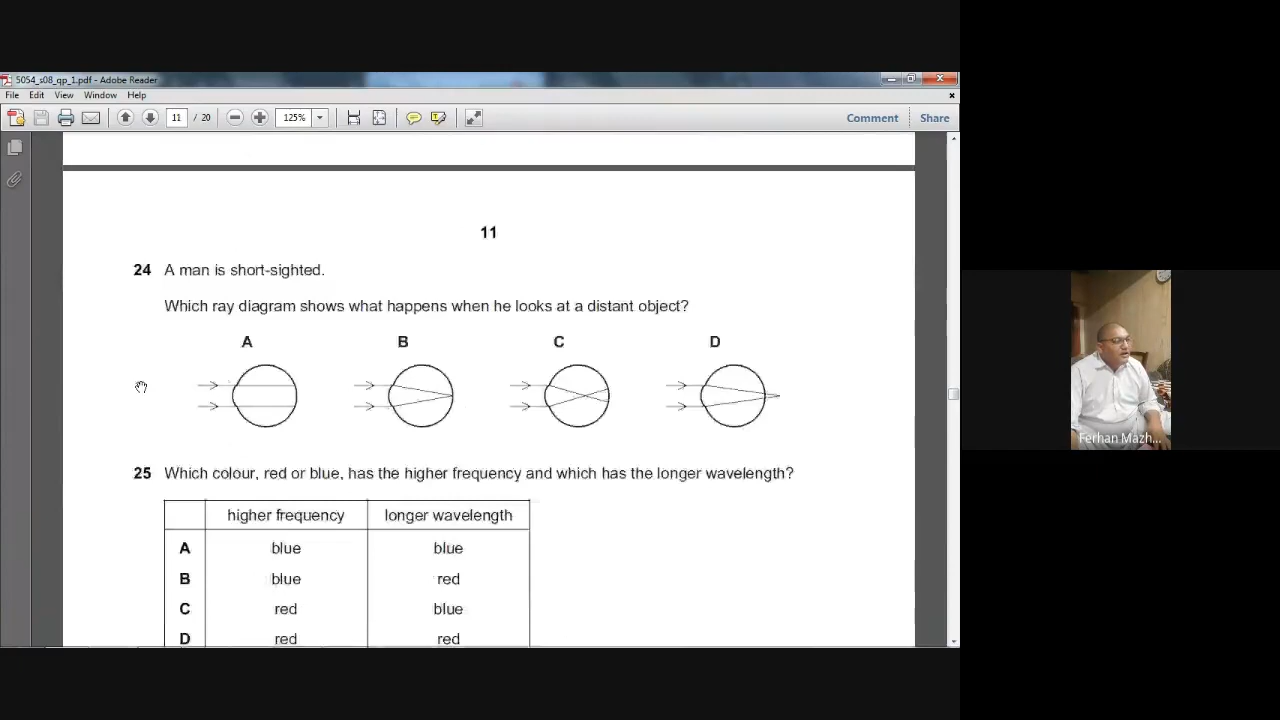 5054_s08_qp_1.pdf - Adobe Reader
File Edit View Window Help
11 / 20 125% Comment Share
11
24 A man is short-sighted.
Which ray diagram shows what happens when he looks at a distant object?
A B C D
25 Which colour, red or blue, has the higher frequency and which has the longer wavelength?
higher frequency longer wavelength
A blue blue
B blue red
C red blue
D red red
Ferhan Mazh...